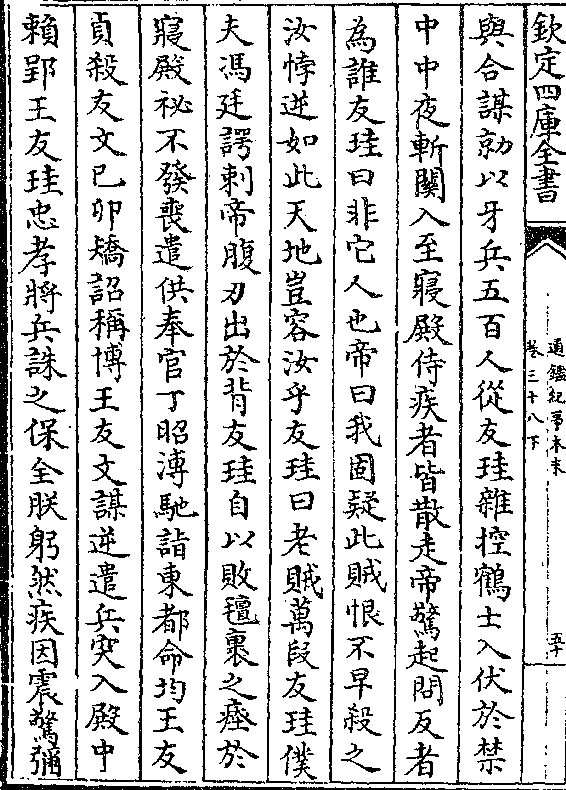 欽定四庫全書
通鑑紀事本末
卷三十八下
五十
與合謀勍以牙兵五百人從友珪雜控鶴士入伏於禁
中中夜斬關入至寢殿侍疾者皆散走帝驚起問反者
為誰友珪曰非它人也帝曰我固疑此賊恨不早殺之
汝悖逆如此天地豈容汝乎友珪曰老賊萬段友珪僕
夫馮廷諤刺帝腹刃出於背友珪自以敗氊裹之瘞於
寢殿祕不發喪遣供奉官丁昭溥馳詣東都命均王友
貞殺友文己卯矯詔稱博王友文謀逆遣兵突入殿中
賴郢王友珪忠孝將兵誅之保全朕躬然疾因震驚彌